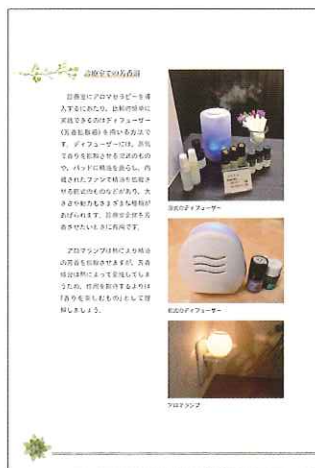 診療室での芳香浴
診療室にアロマセラピーを導
入するにあたり、比較的簡単に
実践できるのはディフューザー
(芳香拡散器)を用いる方法で
す。ディフューザーには、蒸気
で香りを拡散させる湿式のもの
や、パッドに精油を垂らし、内
蔵されたファンで精油を拡散さ
せる乾式のものなどがあり、大
きさや動力もさまざまな種類が
あげられます。診療室全体を芳
香させたいときに有用です。
アロマランプは熱により精油
の芳香を拡散させますが、芳香
成分は熱によって変性してしま
うため、作用を期待するよりは
「香りを楽しむもの」として理
解しましょう。
湿式のディフューザー
乾式のディフューザー
アロマランプ